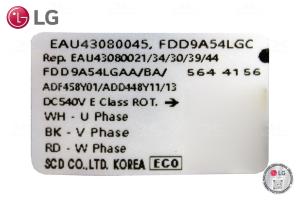 LG
EAU43080045, FDD9A54LGC
Rep. EAU43080021/34/30/39/44
FDD9A54LGAA/BA/ 564 4156
ADF458Y01/ADD448Y11/13
DC540V E Class ROT. →
WH - U Phase
BK - V Phase
RD - W Phase
SCD CO.,LTD. KOREA ECO
LG